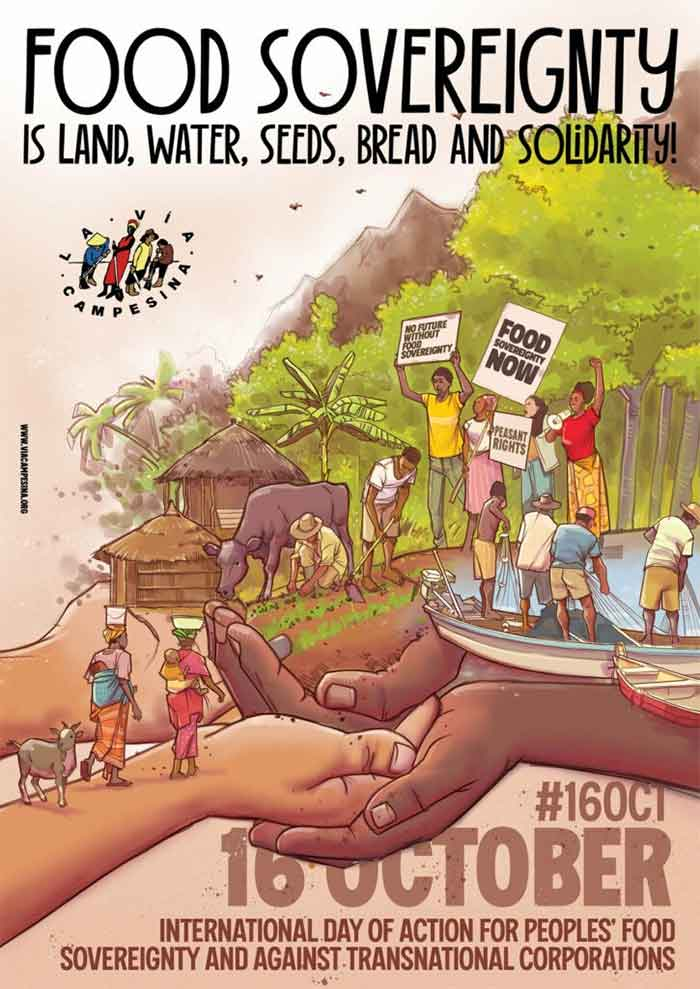 FOOD SOVEREIGNTY
IS LAND, WATER, SEEDS, BREAD AND SOLiDARiTY!
LA VíA
CAMPESINA
NO FUTURE
WITHOUT
FOOD
SOVEREIGNTY
FOOD
SOVEREIGNTY
NOW
PEASANT
RIGHTS
WWW.VIACAMPESINA.ORG
#16OCT
16 OCTOBER
INTERNATIONAL DAY OF ACTION FOR PEOPLES' FOOD
SOVEREIGNTY AND AGAINST TRANSNATIONAL CORPORATIONS